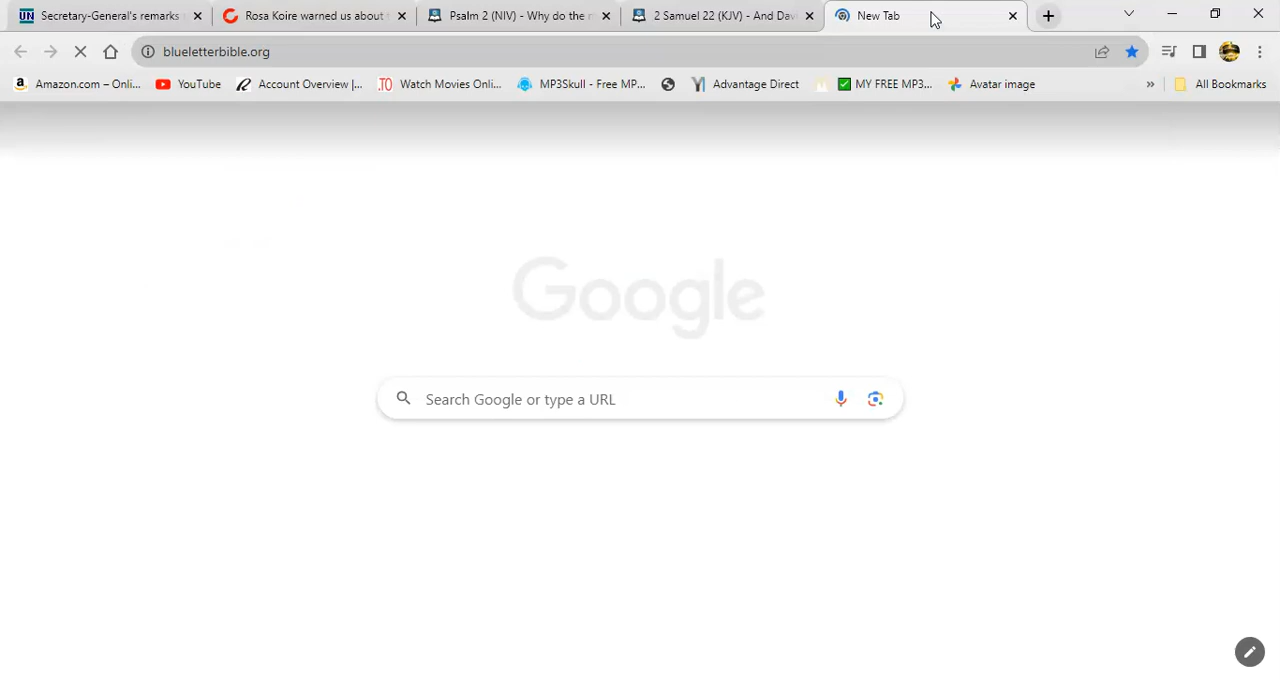 Secretary-General's remarks
Rosa Koire warned us about
Psalm 2 (NIV) - Why do the
2 Samuel 22 (KJV) - And Dav
New Tab
blueletterbible.org
Amazon.com – Onli...
YouTube
Account Overview |...
Watch Movies Onli...
MP3Skull - Free MP...
Advantage Direct
MY FREE MP3...
Avatar image
»
All Bookmarks
Google
Search Google or type a URL